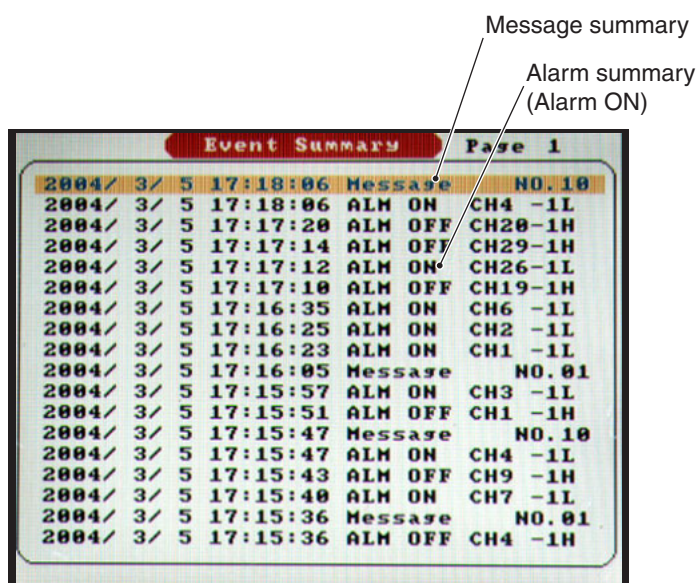 Message summary
Alarm summary
(Alarm ON)
Event Summary Page 1
2004/ 3/ 5 17:18:06 Message NO.10
2004/ 3/ 5 17:18:06 ALM ON CH4 -1L
2004/ 3/ 5 17:17:20 ALM OFF CH20-1H
2004/ 3/ 5 17:17:14 ALM OFF CH29-1H
2004/ 3/ 5 17:17:12 ALM ON CH26-1L
2004/ 3/ 5 17:17:10 ALM OFF CH19-1H
2004/ 3/ 5 17:16:35 ALM ON CH6 -1L
2004/ 3/ 5 17:16:25 ALM ON CH2 -1L
2004/ 3/ 5 17:16:23 ALM ON CH1 -1L
2004/ 3/ 5 17:16:05 Message NO.01
2004/ 3/ 5 17:15:57 ALM ON CH3 -1L
2004/ 3/ 5 17:15:51 ALM OFF CH1 -1H
2004/ 3/ 5 17:15:47 Message NO.10
2004/ 3/ 5 17:15:47 ALM ON CH4 -1L
2004/ 3/ 5 17:15:43 ALM OFF CH9 -1H
2004/ 3/ 5 17:15:40 ALM ON CH7 -1L
2004/ 3/ 5 17:15:36 Message NO.01
2004/ 3/ 5 17:15:36 ALM OFF CH4 -1H